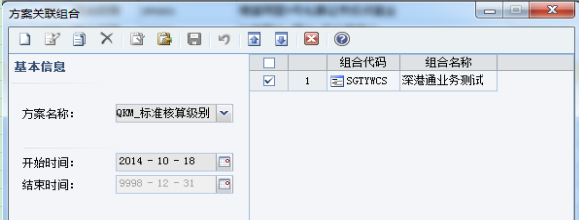 方案关联组合
基本信息
方案名称: QKM_标准核算级别
开始时间: 2014 - 10 - 18
结束时间: 9998 - 12 - 31
组合代码 组合名称
1 SGTYWCS 深港通业务测试